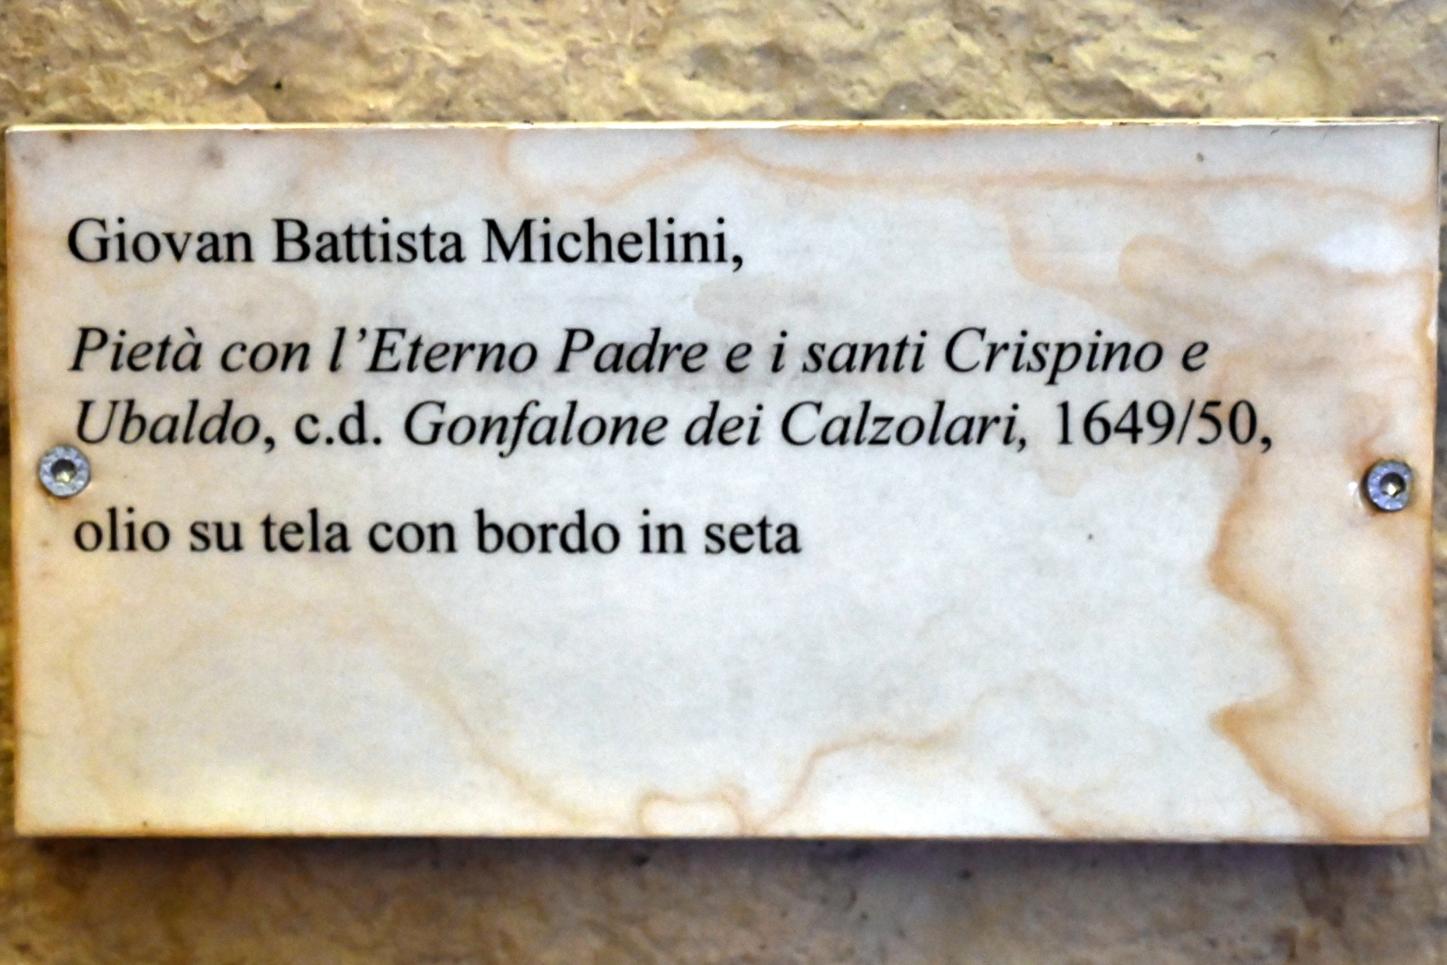 Giovan Battista Michelini,
Pietà con l'Eterno Padre e i santi Crispino e
Ubaldo, c.d. Gonfalone dei Calzolari, 1649/50,
olio su tela con bordo in seta